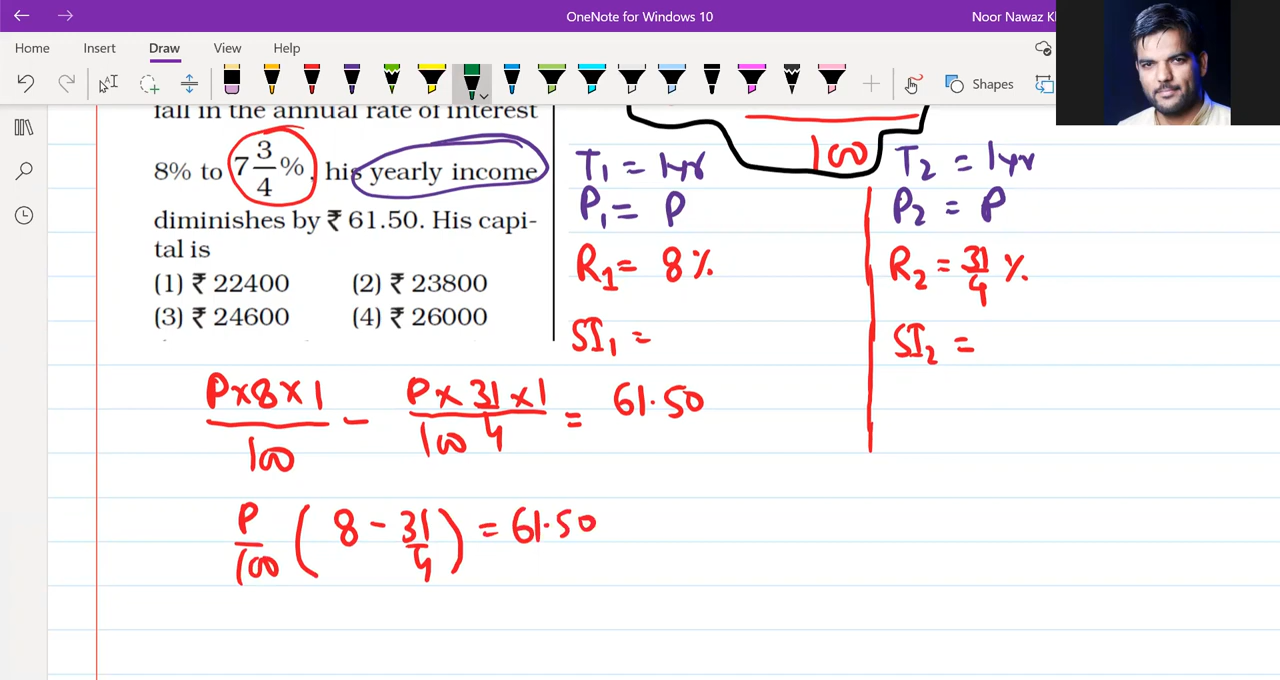 OneNote for Windows 10
Noor Nawaz Kh
Home Insert Draw View Help
Shapes
fall in the annual rate of interest
8% to 7 3/4 %, his yearly income
diminishes by ₹ 61.50. His capi-
tal is
(1) ₹ 22400 (2) ₹ 23800
(3) ₹ 24600 (4) ₹ 26000
100
T1 = 1yr
P1 = P
R1 = 8 %
SI1 =
T2 = 1yr
P2 = P
R2 = 31/4 %
SI2 =
P×8×1/100 - P×31×1/100 4 = 61.50
P/100 ( 8 - 31/4 ) = 61.50